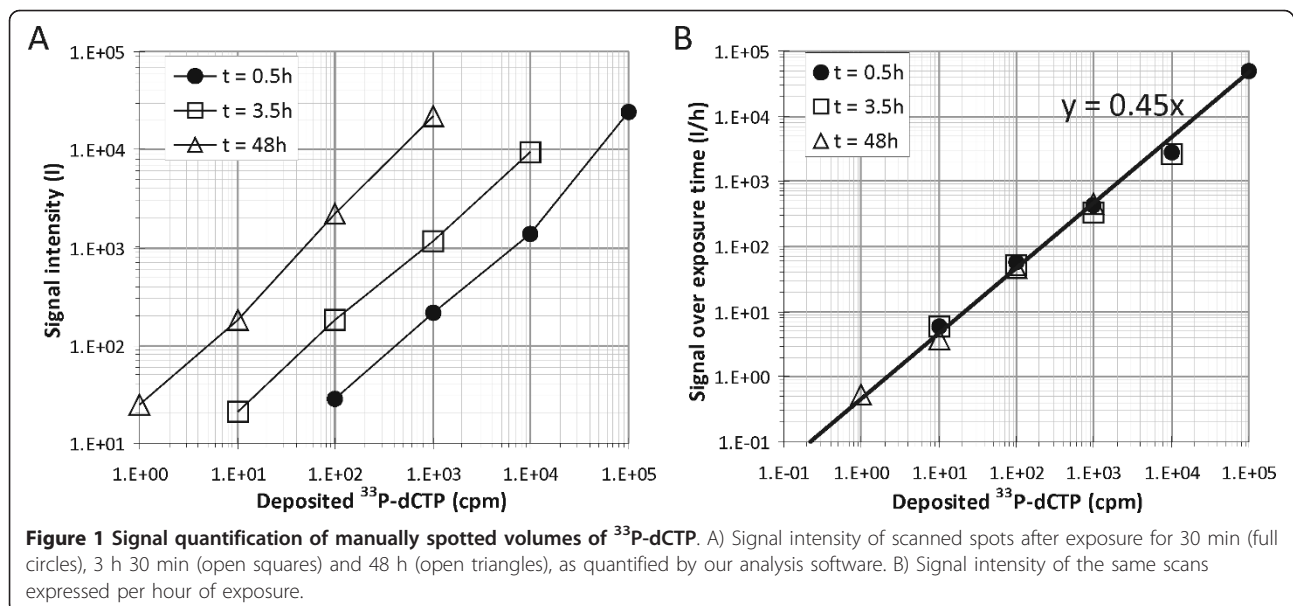 A
1.E+05
1.E+04
1.E+03
1.E+02
1.E+01
Signal intensity (I)
t = 0.5h
t = 3.5h
t = 48h
1.E+00 1.E+01 1.E+02 1.E+03 1.E+04 1.E+05
Deposited ³³P-dCTP (cpm)
B
1.E+05
1.E+04
1.E+03
1.E+02
1.E+01
1.E+00
1.E-01
Signal over exposure time (I/h)
t = 0.5h
t = 3.5h
t = 48h
y = 0.45x
1.E-01 1.E+00 1.E+01 1.E+02 1.E+03 1.E+04 1.E+05
Deposited ³³P-dCTP (cpm)
Figure 1 Signal quantification of manually spotted volumes of ³³P-dCTP. A) Signal intensity of scanned spots after exposure for 30 min (full
circles), 3 h 30 min (open squares) and 48 h (open triangles), as quantified by our analysis software. B) Signal intensity of the same scans
expressed per hour of exposure.